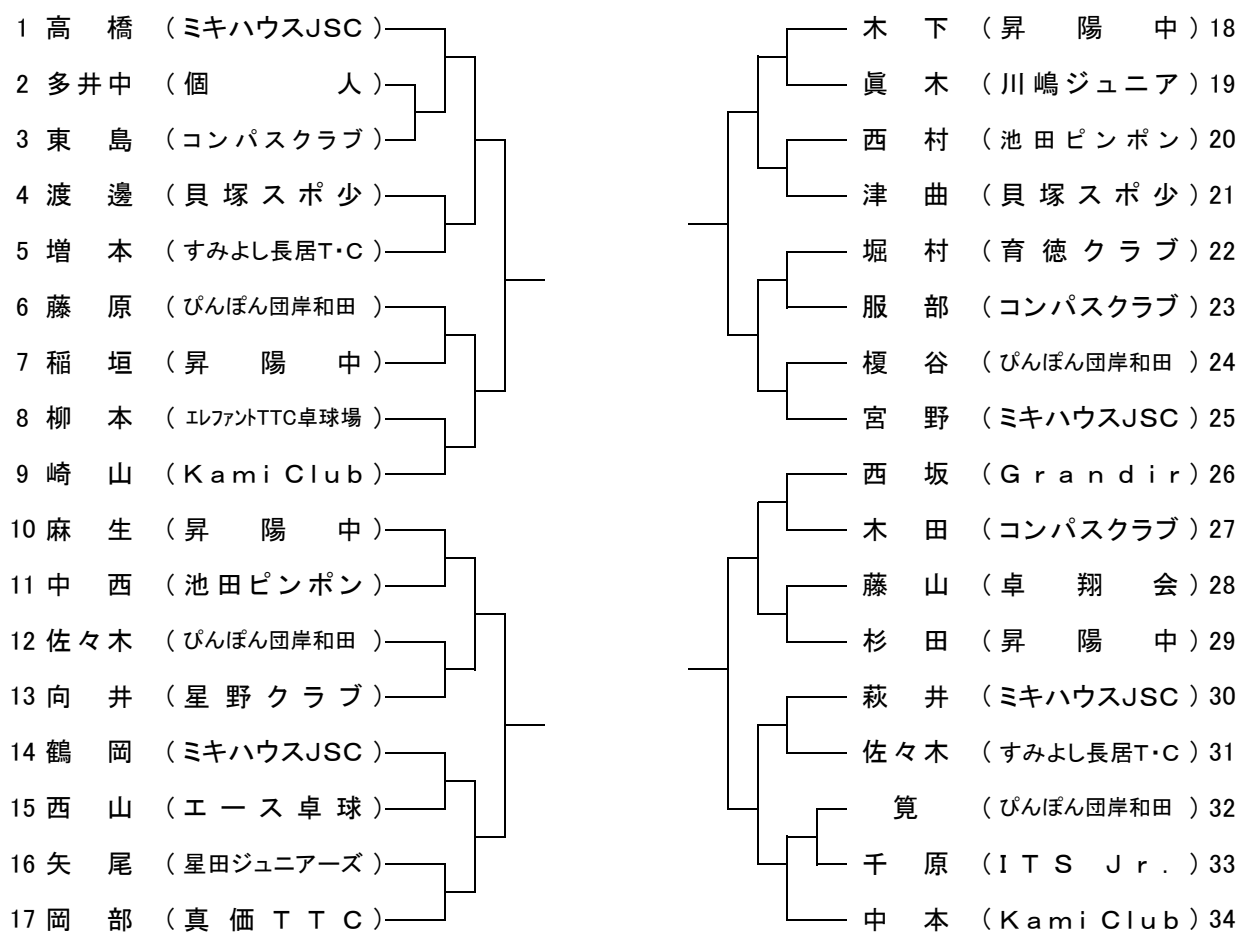 1 高橋 (ミキハウスJSC)
2 多井中 (個人)
3 東島 (コンパスクラブ)
4 渡邊 (貝塚スポ少)
5 増本 (すみよし長居T・C)
6 藤原 (ぴんぽん団岸和田)
7 稲垣 (昇陽中)
8 柳本 (エレファントTTC卓球場)
9 崎山 (Kami Club)
10 麻生 (昇陽中)
11 中西 (池田ピンポン)
12 佐々木 (ぴんぽん団岸和田)
13 向井 (星野クラブ)
14 鶴岡 (ミキハウスJSC)
15 西山 (エース卓球)
16 矢尾 (星田ジュニアーズ)
17 岡部 (真価TTC)
木下 (昇陽中) 18
眞木 (川嶋ジュニア) 19
西村 (池田ピンポン) 20
津曲 (貝塚スポ少) 21
堀村 (育徳クラブ) 22
服部 (コンパスクラブ) 23
榎谷 (ぴんぽん団岸和田) 24
宮野 (ミキハウスJSC) 25
西坂 (Grandir) 26
木田 (コンパスクラブ) 27
藤山 (卓翔会) 28
杉田 (昇陽中) 29
萩井 (ミキハウスJSC) 30
佐々木 (すみよし長居T・C) 31
筧 (ぴんぽん団岸和田) 32
千原 (ITS Jr.) 33
中本 (Kami Club) 34